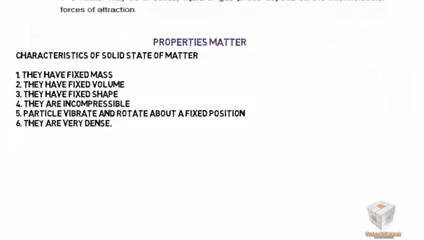 forces of attraction.
PROPERTIES MATTER
CHARACTERISTICS OF SOLID STATE OF MATTER
1. THEY HAVE FIXED MASS
2. THEY HAVE FIXED VOLUME
3. THEY HAVE FIXED SHAPE
4. THEY ARE INCOMPRESSIBLE
5. PARTICLE VIBRATE AND ROTATE ABOUT A FIXED POSITION
6. THEY ARE VERY DENSE.